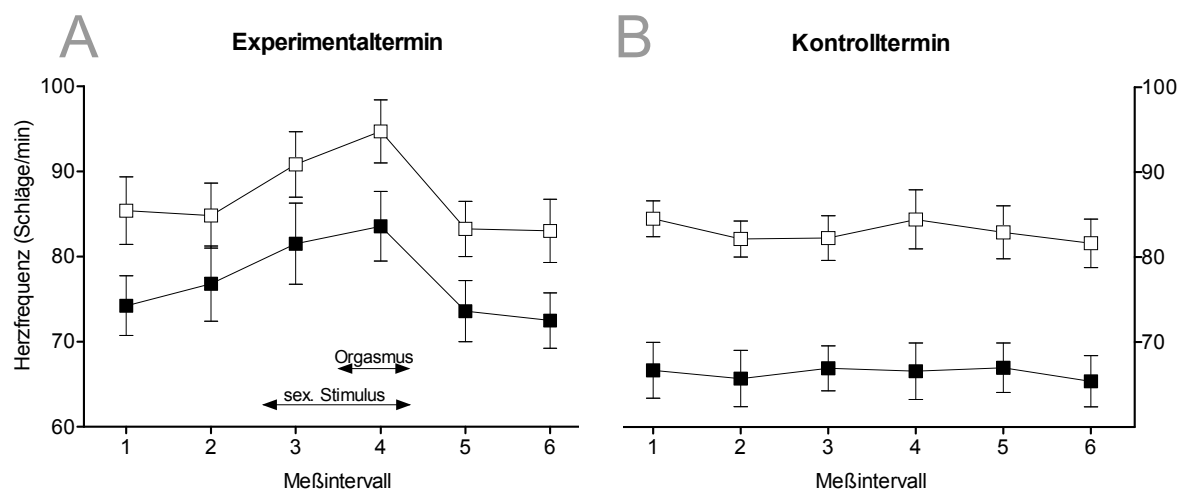 A
Experimentaltermin
B
Kontrolltermin
Herzfrequenz (Schläge/min)
100
90
80
70
60
Orgasmus
sex. Stimulus
1 2 3 4 5 6
Meßintervall
100
90
80
70
1 2 3 4 5 6
Meßintervall